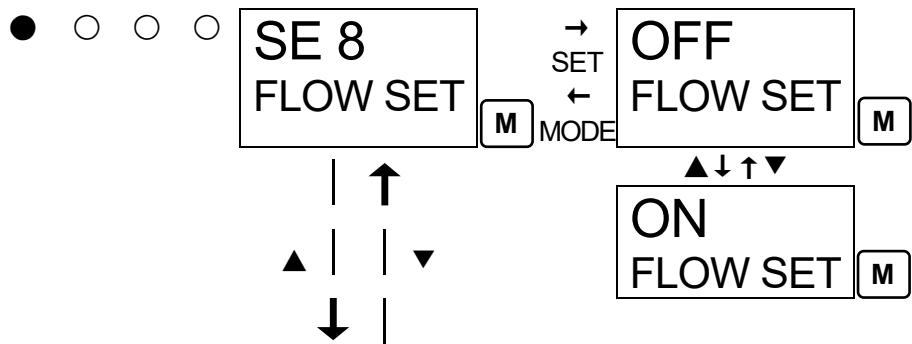 SE 8
FLOW SET
M
→
SET
←
MODE
OFF
FLOW SET
M
▲↓↑▼
ON
FLOW SET
M
▲
▼